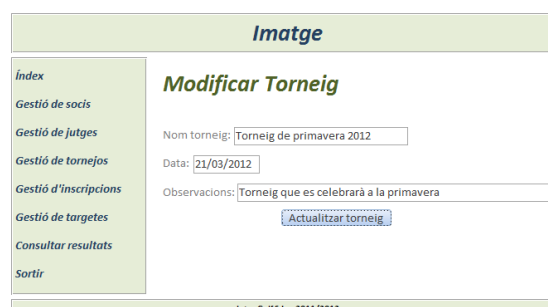 Imatge
Índex
Gestió de socis
Gestió de jutges
Gestió de tornejos
Gestió d'inscripcions
Gestió de targetes
Consultar resultats
Sortir
Modificar Torneig
Nom torneig: Torneig de primavera 2012
Data: 21/03/2012
Observacions: Torneig que es celebrarà a la primavera
Actualitzar torneig